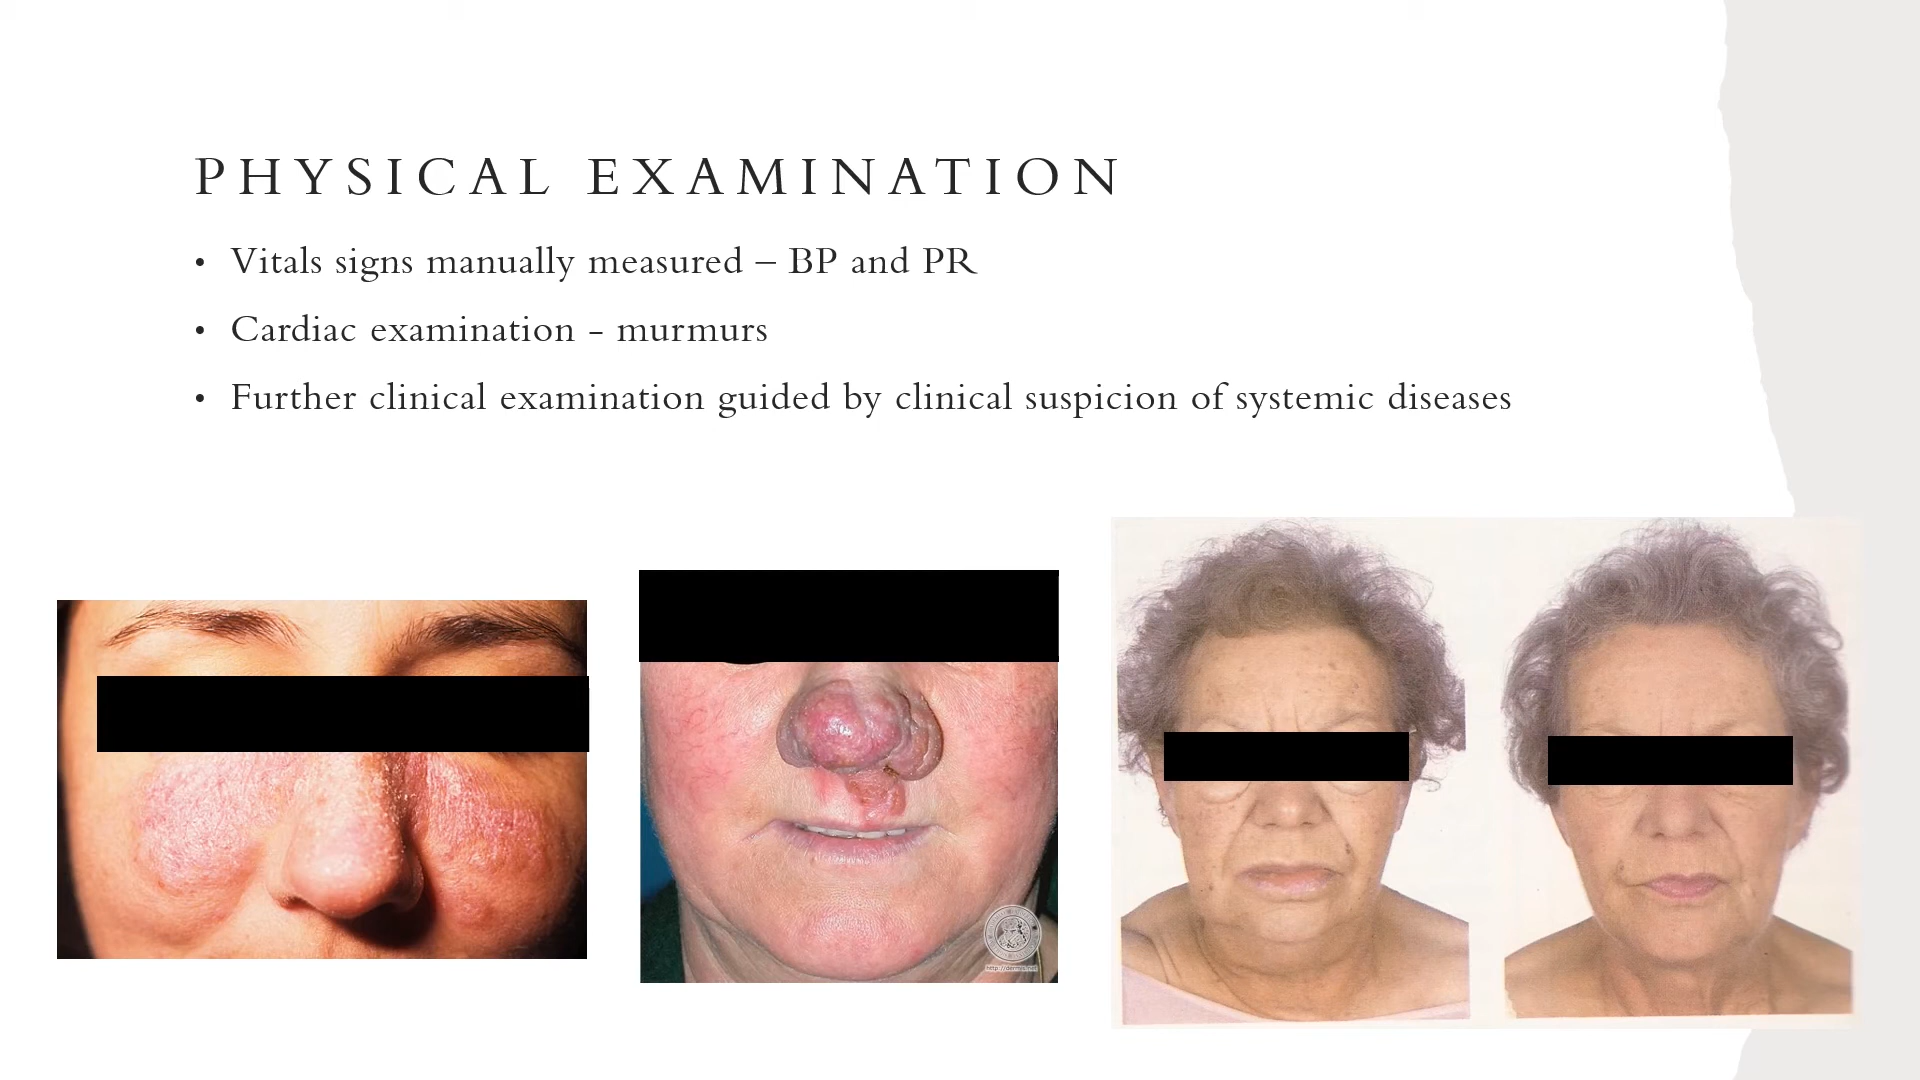 PHYSICAL EXAMINATION
• Vitals signs manually measured – BP and PR
• Cardiac examination - murmurs
• Further clinical examination guided by clinical suspicion of systemic diseases